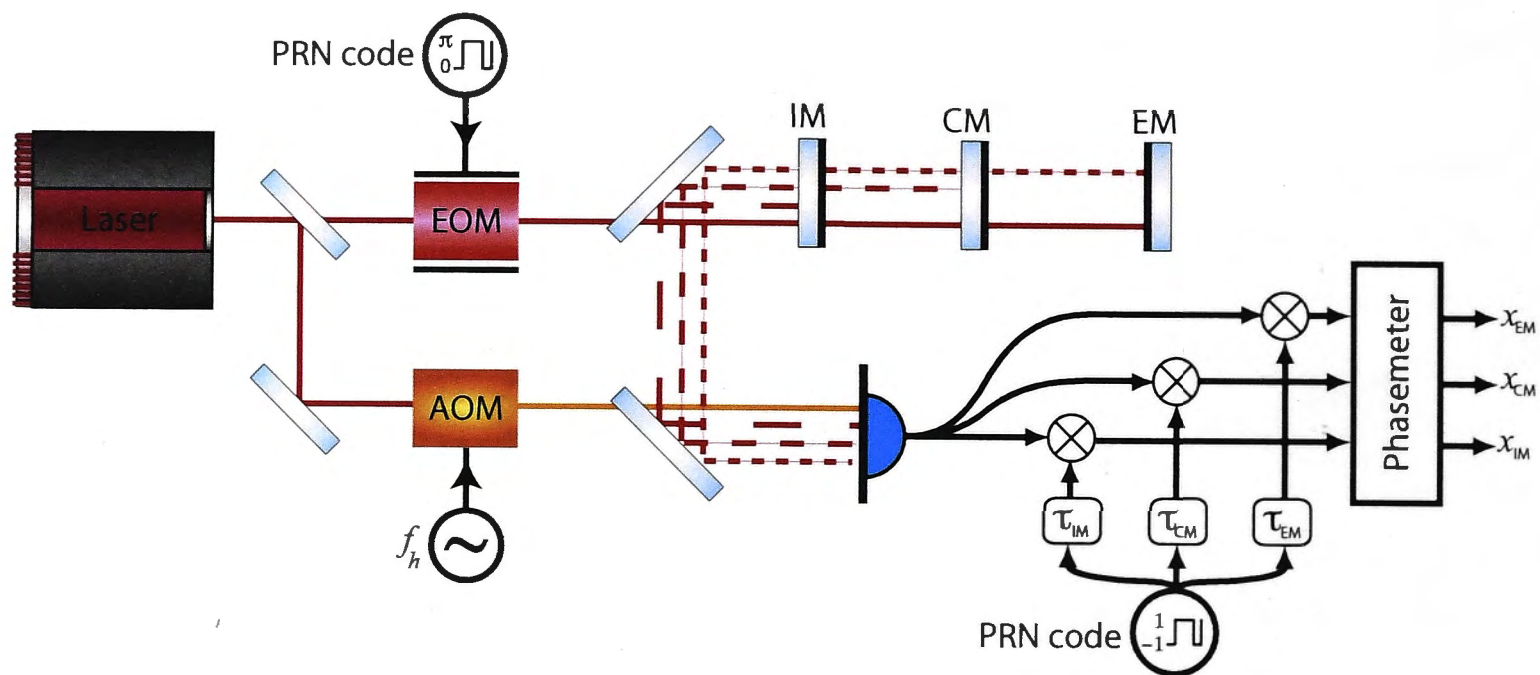 PRN code
π
0
IM
CM
EM
Laser
EOM
AOM
f_h
~
Phasemeter
x_EM
x_CM
x_IM
τ_IM
τ_CM
τ_EM
PRN code
1
-1